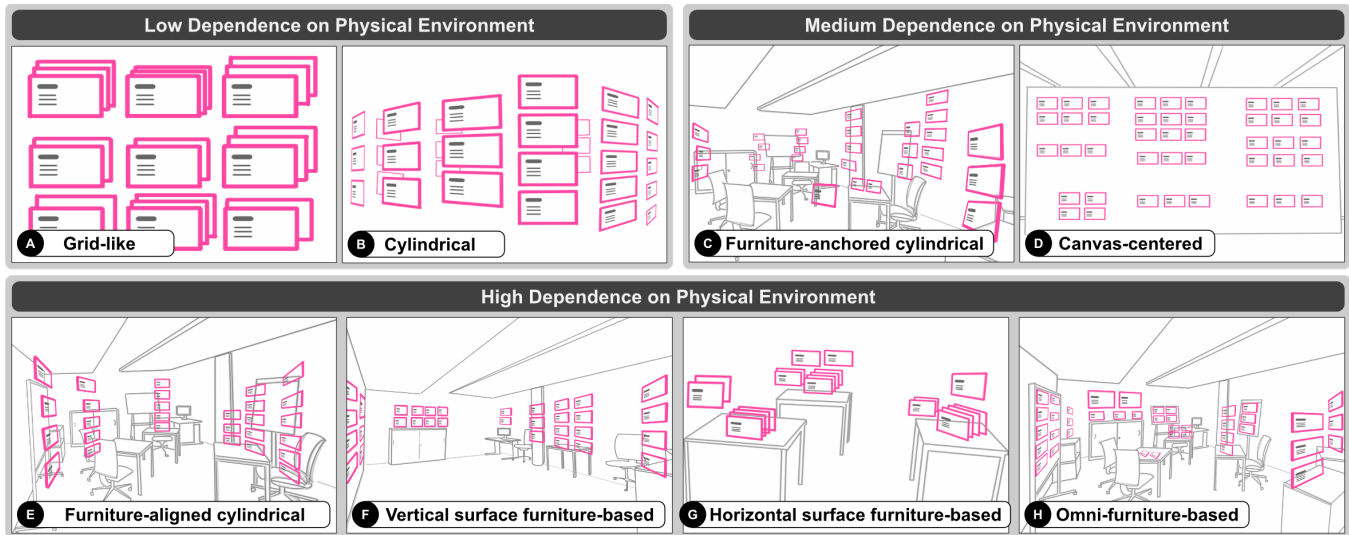 Low Dependence on Physical Environment
Medium Dependence on Physical Environment
A Grid-like
B Cylindrical
C Furniture-anchored cylindrical
D Canvas-centered
High Dependence on Physical Environment
E Furniture-aligned cylindrical
F Vertical surface furniture-based
G Horizontal surface furniture-based
H Omni-furniture-based